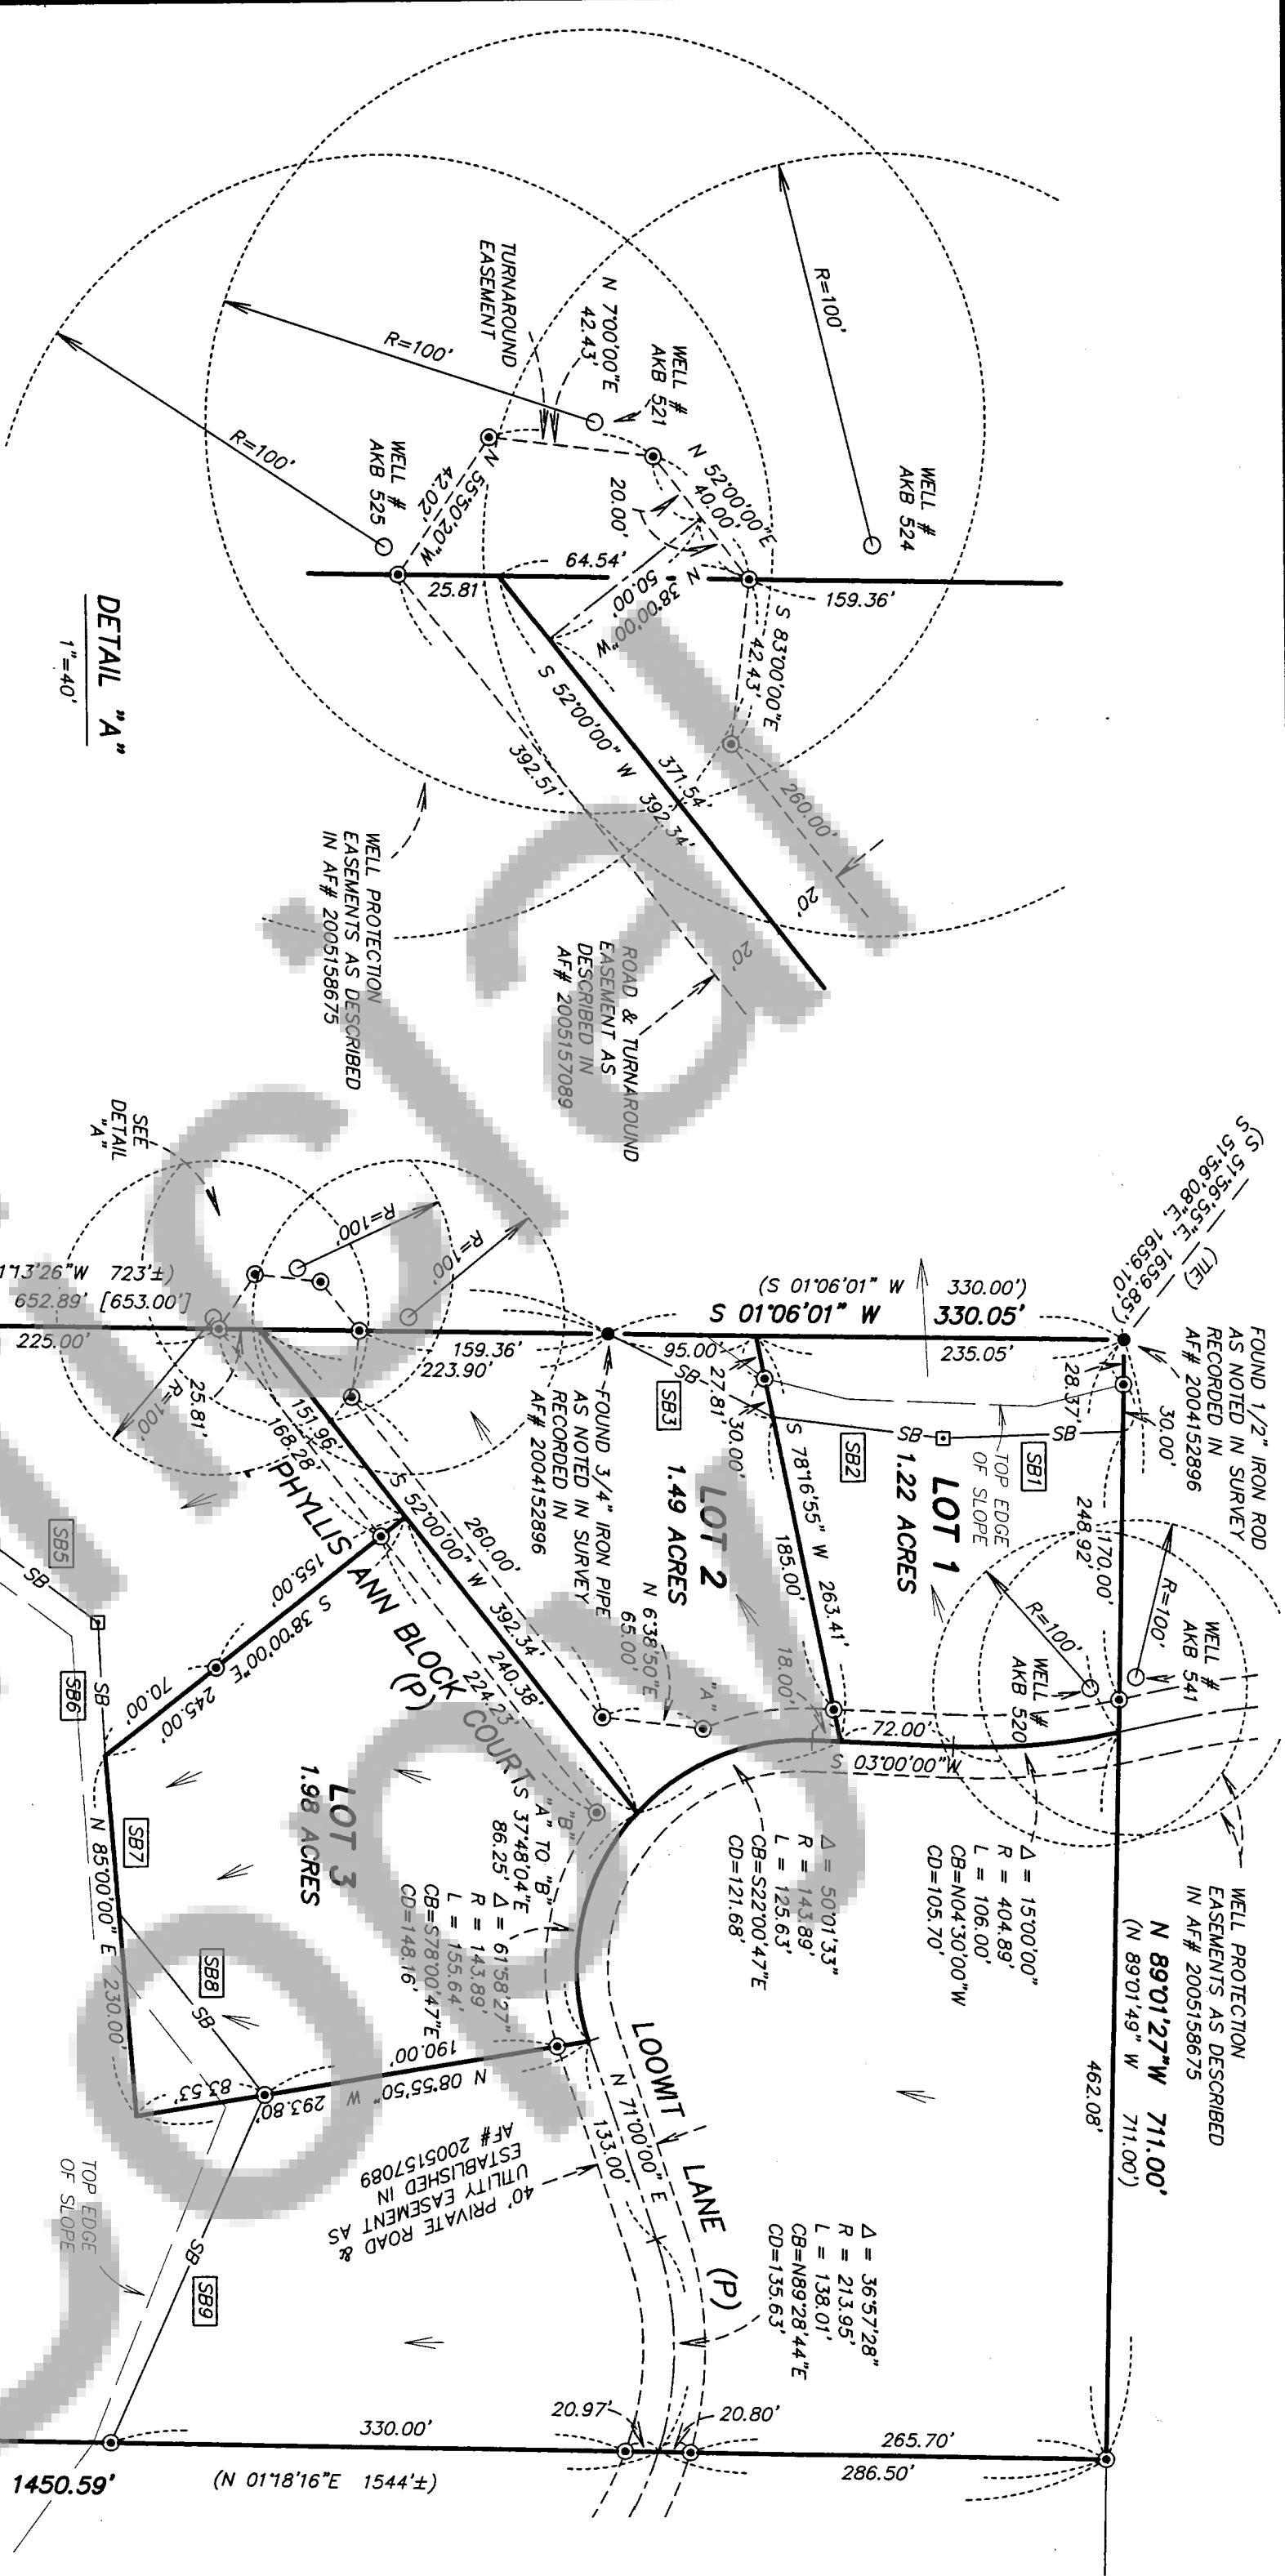 WELL #
AKB 524
R=100'
WELL #
AKB 521
N 7°00'00"E
42.43'
TURNAROUND
EASEMENT
R=100'
R=100'
WELL #
AKB 525
N 52°00'00"E
40.00'
20.00'
N 55°50'20"W
42.02'
64.54'
25.81'
159.36'
N 38°00'00"W
50.00'
S 83°00'00"E
42.43'
S 52°00'00" W
371.54'
392.34'
392.51'
260.00'
20'
20'
DETAIL "A"
1"=40'
WELL PROTECTION
EASEMENTS AS DESCRIBED
IN AF# 2005158675
ROAD & TURNAROUND
EASEMENT AS
DESCRIBED IN
AF# 2005157089
SEE
DETAIL
"A"
(S 51°56'55"E, 1659.85')
S 51°56'08"E, 1659.10'
(TIE)
FOUND 1/2" IRON ROD
AS NOTED IN SURVEY
RECORDED IN
AF# 2004152896
(S 01°06'01" W 330.00')
S 01°06'01" W 330.05'
95.00'
235.05'
28.37'
30.00'
170.00'
248.92'
SB
SB
SB1
TOP EDGE
OF SLOPE
LOT 1
1.22 ACRES
SB2
S 78°16'55" W 263.41'
185.00'
27.81'
30.00'
18.00'
SB
SB3
LOT 2
1.49 ACRES
FOUND 3/4" IRON PIPE
AS NOTED IN SURVEY
RECORDED IN
AF# 2004152896
159.36'
223.90'
R=100'
R=100'
R=100'
1°13'26"W 723'±)
652.89' [653.00']
225.00'
25.81'
151.96'
168.28'
S 52°00'00" W 392.34'
260.00'
240.38'
224.23'
PHYLLIS ANN BLOCK COURT
(P)
N 6°38'50"E
65.00'
"A"
"B"
"A" TO "B"
S 37°48'04"E
86.25'
R=100'
R=100'
WELL #
AKB 541
WELL #
AKB 520
72.00'
S 03°00'00"W
WELL PROTECTION
EASEMENTS AS DESCRIBED
IN AF# 2005158675
N 89°01'27"W 711.00'
(N 89°01'49" W 711.00')
462.08'
Δ = 15°00'00"
R = 404.89'
L = 106.00'
CB=N04°30'00"W
CD=105.70'
Δ = 50°01'33"
R = 143.89'
L = 125.63'
CB=S22°00'47"E
CD=121.68'
Δ = 61°58'27"
R = 143.89'
L = 155.64'
CB=S78°00'47"E
CD=148.16'
155.00'
S 38°00'00"E
245.00'
70.00'
SB5
SB
SB
SB6
SB7
N 85°00'00" E 230.00'
LOT 3
1.98 ACRES
SB8
SB
190.00'
N 08°55'50" W 293.80'
83.53'
LOOWIT LANE (P)
N 71°00'00" E
133.00'
40' PRIVATE ROAD &
UTILITY EASEMENT AS
ESTABLISHED IN
AF# 2005157089
Δ = 36°57'28"
R = 213.95'
L = 138.01'
CB=N89°28'44"E
CD=135.63'
TOP EDGE
OF SLOPE
SB
SB9
20.97'
20.80'
330.00'
265.70'
286.50'
1450.59'
(N 01°18'16"E 1544'±)